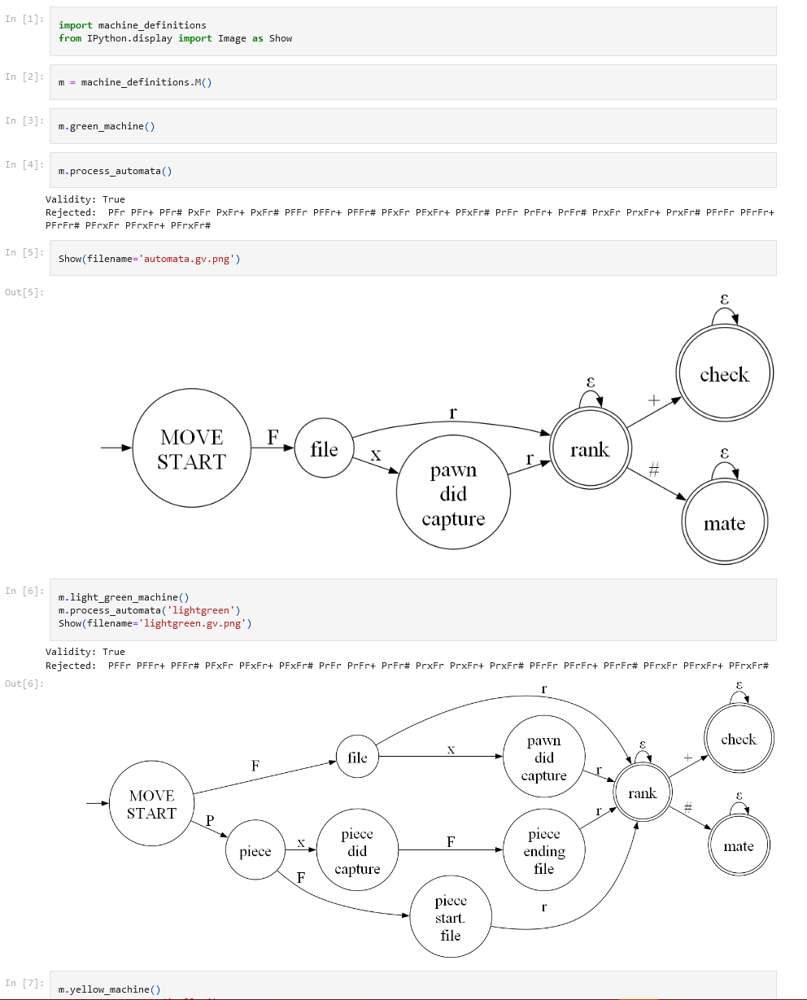 In [1]:
import machine_definitions
from IPython.display import Image as Show
In [2]:
m = machine_definitions.M()
In [3]:
m.green_machine()
In [4]:
m.process_automata()
Validity: True
Rejected:  PFr PFr+ PFr# PxFr PxFr+ PxFr# PFFr PFFr+ PFFr# PFxFr PFxFr+ PFxFr# PrFr PrFr+ PrFr# PrxFr PrxFr+ PrxFr# PFrFr PFrFr+
PFrFr# PFrxFr PFrxFr+ PFrxFr#
In [5]:
Show(filename='automata.gv.png')
Out[5]:
ε
check
ε
+
r
F
MOVE
START
file
x
r
rank
pawn
did
capture
#
ε
mate
In [6]:
m.light_green_machine()
m.process_automata('lightgreen')
Show(filename='lightgreen.gv.png')
Validity: True
Rejected:  PFFr PFFr+ PFFr# PFxFr PFxFr+ PFxFr# PrFr PrFr+ PrFr# PrxFr PrxFr+ PrxFr# PFrFr PFrFr+ PFrFr# PFrxFr PFrxFr+ PFrxFr#
Out[6]:
r
ε
check
F
file
x
pawn
did
capture
r
ε
+
MOVE
START
rank
P
r
#
ε
piece
x
piece
did
capture
F
piece
ending
file
mate
F
piece
start.
file
r
In [7]:
m.yellow_machine()